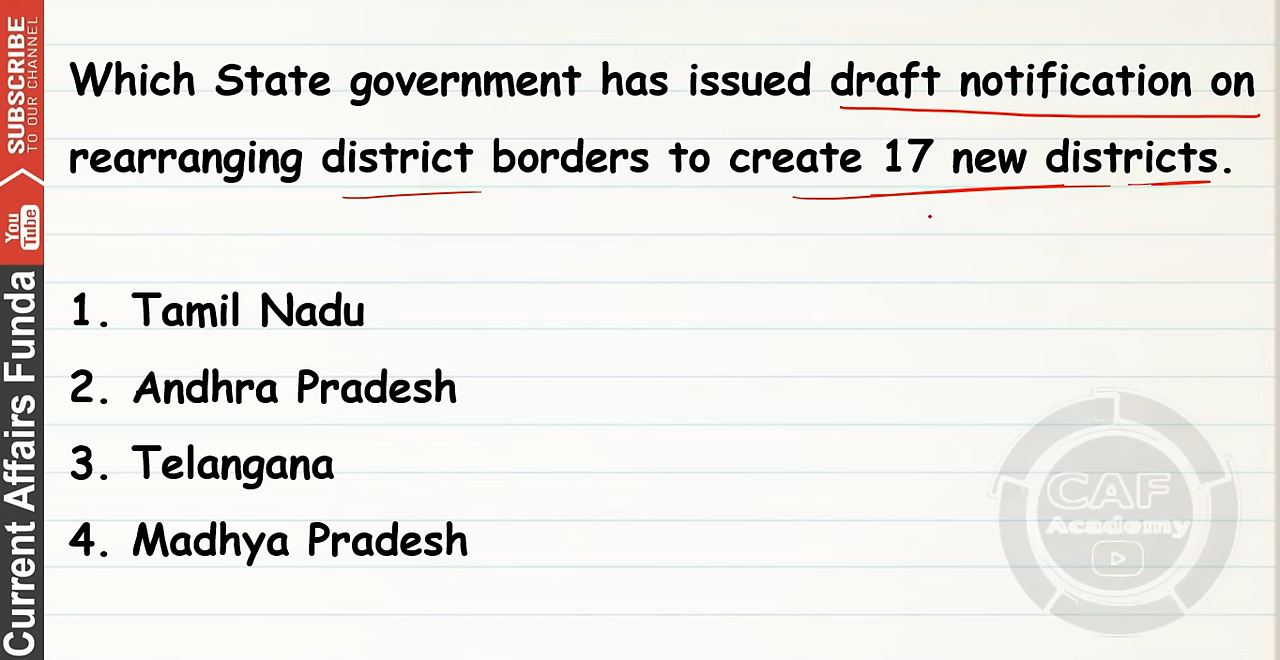 Which State government has issued draft notification on
rearranging district borders to create 17 new districts.
1. Tamil Nadu
2. Andhra Pradesh
3. Telangana
4. Madhya Pradesh
SUBSCRIBE
TO OUR CHANNEL
You
Tube
Current Affairs Funda
CAF
Academy